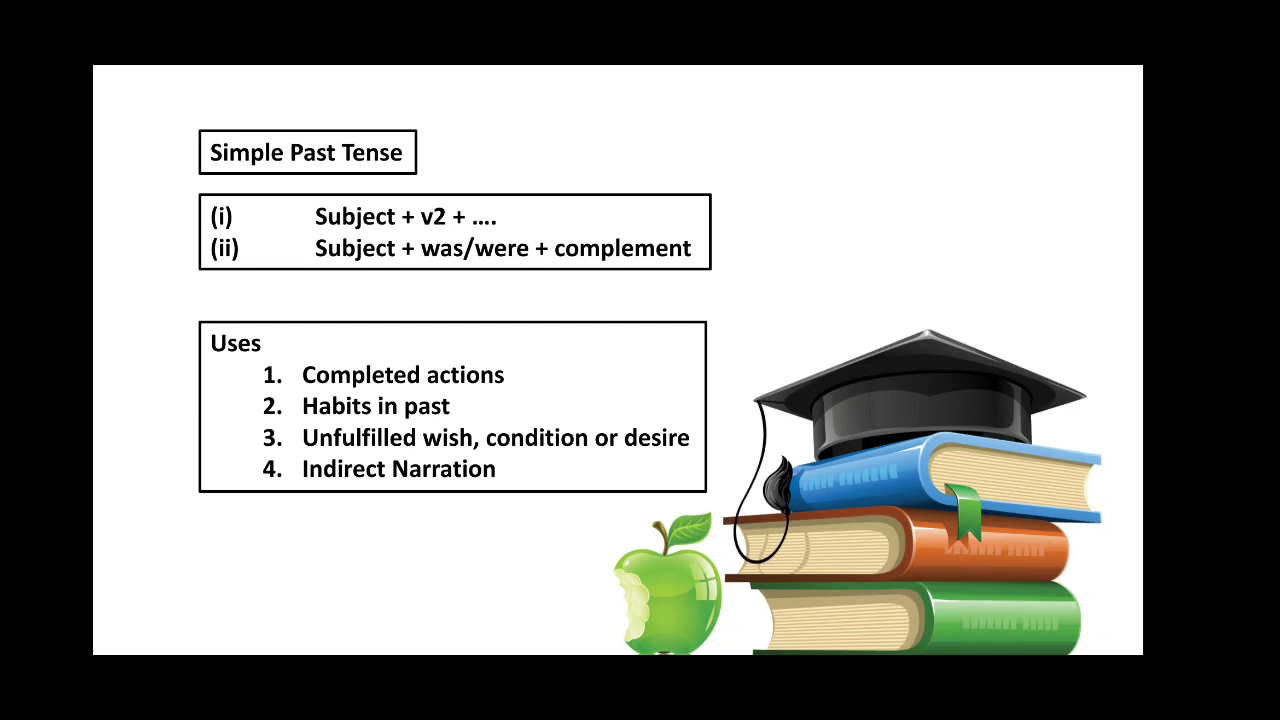 Simple Past Tense
(i) Subject + v2 + ....
(ii) Subject + was/were + complement
Uses
1. Completed actions
2. Habits in past
3. Unfulfilled wish, condition or desire
4. Indirect Narration